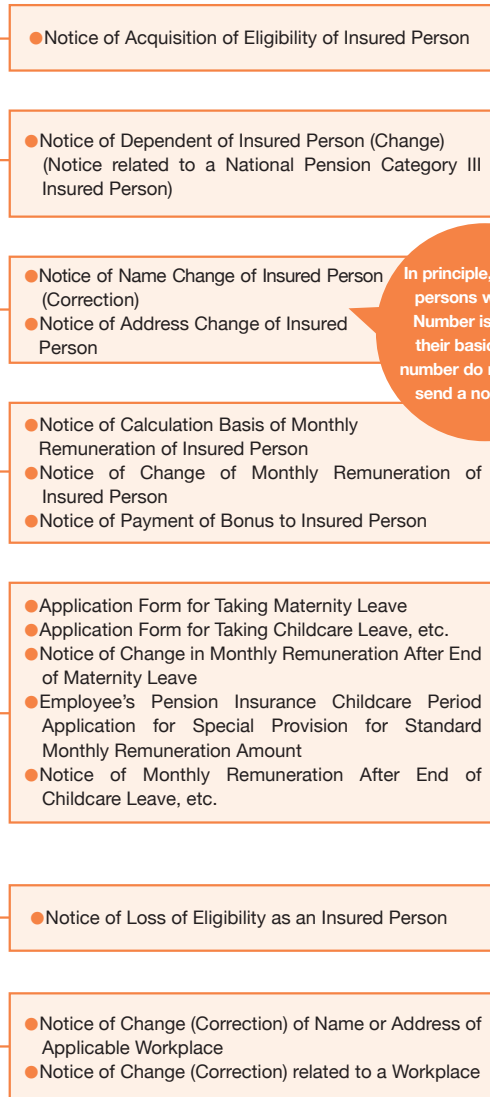 ●Notice of Acquisition of Eligibility of Insured Person
●Notice of Dependent of Insured Person (Change)
(Notice related to a National Pension Category III
Insured Person)
●Notice of Name Change of Insured Person
(Correction)
●Notice of Address Change of Insured
Person
In principle,
persons
Number is
their basic
number do
send a
●Notice of Calculation Basis of Monthly
Remuneration of Insured Person
●Notice of Change of Monthly Remuneration of
Insured Person
●Notice of Payment of Bonus to Insured Person
●Application Form for Taking Maternity Leave
●Application Form for Taking Childcare Leave, etc.
●Notice of Change in Monthly Remuneration After End
of Maternity Leave
●Employee's Pension Insurance Childcare Period
Application for Special Provision for Standard
Monthly Remuneration Amount
●Notice of Monthly Remuneration After End of
Childcare Leave, etc.
●Notice of Loss of Eligibility as an Insured Person
●Notice of Change (Correction) of Name or Address of
Applicable Workplace
●Notice of Change (Correction) related to a Workplace